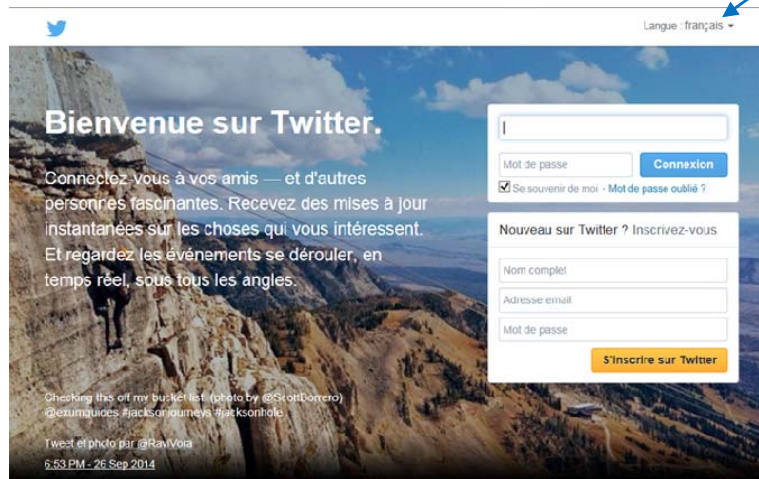 Langue : français
Bienvenue sur Twitter.
Connectez-vous à vos amis — et d'autres
personnes fascinantes. Recevez des mises à jour
instantanées sur les choses qui vous intéressent.
Et regardez les événements se dérouler, en
temps réel, sous tous les angles.
Mot de passe
Connexion
Se souvenir de moi · Mot de passe oublié ?
Nouveau sur Twitter ? Inscrivez-vous
Nom complet
Adresse email
Mot de passe
S'inscrire sur Twitter
Checking this off my bucket list (photo by @ScottBorrero)
@exumguides #jacksonjourneys #jacksonhole
Tweet et photo par @RaviVora
6:53 PM - 26 Sep 2014